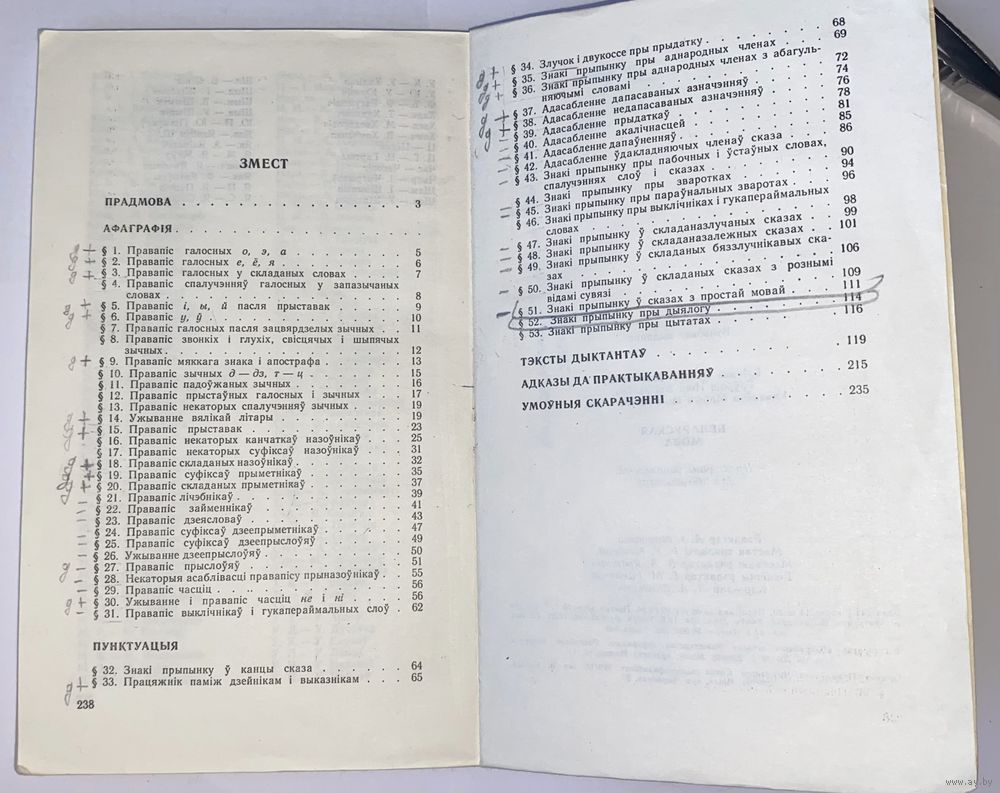 ЗМЕСТ
ПРАДМОВА . . . 3
АФАГРАФІЯ . . .
§ 1. Правапіс галосных о, э, а . . . 5
§ 2. Правапіс галосных е, ё, я . . . 6
§ 3. Правапіс галосных у складаных словах . . . 7
§ 4. Правапіс спалучэнняў галосных у запазычаных
словах . . . 8
§ 5. Правапіс і, ы, й пасля прыставак . . . 9
§ 6. Правапіс у, ў . . . 10
§ 7. Правапіс галосных пасля зацвярдзелых зычных . . . 11
§ 8. Правапіс звонкіх і глухіх, свісцячых і шыпячых
зычных . . . 12
§ 9. Правапіс мяккага знака і апострафа . . . 13
§ 10. Правапіс зычных д — дз, т — ц . . . 15
§ 11. Правапіс падоўжаных зычных . . . 16
§ 12. Правапіс прыстаўных галосных і зычных . . . 17
§ 13. Правапіс некаторых спалучэнняў зычных . . . 19
§ 14. Ужыванне вялікай літары . . . 19
§ 15. Правапіс прыставак . . . 23
§ 16. Правапіс некаторых канчаткаў назоўнікаў . . . 25
§ 17. Правапіс некаторых суфіксаў назоўнікаў . . . 31
§ 18. Правапіс складаных назоўнікаў . . . 32
§ 19. Правапіс суфіксаў прыметнікаў . . . 35
§ 20. Правапіс складаных прыметнікаў . . . 37
§ 21. Правапіс лічэбнікаў . . . 39
§ 22. Правапіс займеннікаў . . . 41
§ 23. Правапіс дзеясловаў . . . 43
§ 24. Правапіс суфіксаў дзеепрыметнікаў . . . 47
§ 25. Правапіс суфіксаў дзеепрыслоўяў . . . 49
§ 26. Ужыванне дзеепрыслоўяў . . . 50
§ 27. Правапіс прыслоўяў . . . 51
§ 28. Некаторыя асаблівасці правапісу прыназоўнікаў . . . 55
§ 29. Правапіс часціц . . . 56
§ 30. Ужыванне і правапіс часціц не і ні . . . 56
§ 31. Правапіс выклічнікаў і гукапераймальных слоў . . . 62
ПУНКТУАЦЫЯ
§ 32. Знакі прыпынку ў канцы сказа . . . 64
§ 33. Працяжнік паміж дзейнікам і выказнікам . . . 65
238
§ 34. Злучок і двукоссе пры прыдатку . . . 68
§ 35. Знакі прыпынку пры аднародных членах . . . 69
§ 36. Знакі прыпынку пры аднародных членах з абагуль-
няючымі словамі . . . 72
§ 37. Адасабленне дапасаваных азначэнняў . . . 74
§ 38. Адасабленне недапасаваных азначэнняў . . . 76
§ 39. Адасабленне прыдаткаў . . . 78
§ 40. Адасабленне акалічнасцей . . . 81
§ 41. Адасабленне дапаўненняў . . . 85
§ 42. Адасабленне ўдакладняючых членаў сказа . . . 86
§ 43. Знакі прыпынку пры пабочных і ўстаўных словах,
спалучэннях слоў і сказах . . . 90
§ 44. Знакі прыпынку пры зваротках . . . 94
§ 45. Знакі прыпынку пры параўнальных зваротах . . . 96
§ 46. Знакі прыпынку пры выклічніках і гукапераймальных
словах . . . 98
§ 47. Знакі прыпынку ў складаназлучаных сказах . . . 99
§ 48. Знакі прыпынку ў складаназалежных сказах . . . 101
§ 49. Знакі прыпынку ў складаных бяззлучнікавых ска-
зах . . . 106
§ 50. Знакі прыпынку ў складаных сказах з рознымі
відамі сувязі . . . 109
§ 51. Знакі прыпынку ў сказах з простай мовай . . . 111
§ 52. Знакі прыпынку пры дыялогу . . . 114
§ 53. Знакі прыпынку пры цытатах . . . 116
ТЭКСТЫ ДЫКТАНТАЎ . . . 119
АДКАЗЫ ДА ПРАКТЫКАВАННЯЎ . . . 215
УМОЎНЫЯ СКАРАЧЭННІ . . . 235
www.ay.by